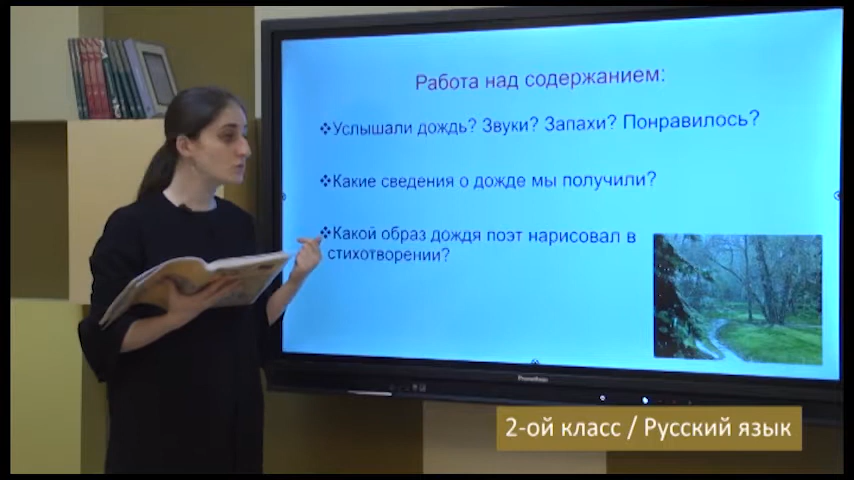 Работа над содержанием:
❖Услышали дождь? Звуки? Запахи? Понравилось?
❖Какие сведения о дожде мы получили?
❖Какой образ дождя поэт нарисовал в
стихотворении?
Promethean
2-ой класс / Русский язык